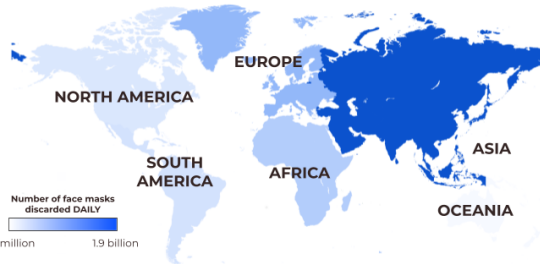 EUROPE
NORTH AMERICA
ASIA
SOUTH
AMERICA
AFRICA
OCEANIA
Number of face masks
discarded DAILY
million
1.9 billion